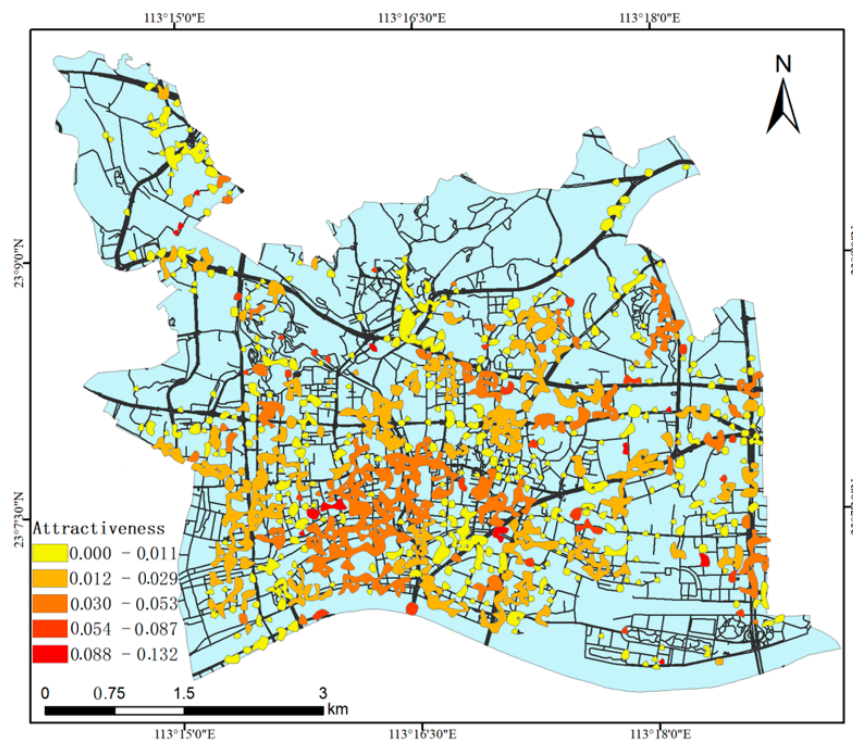 113°15'0"E 113°16'30"E 113°18'0"E
N
23°9'0"N
23°7'30"N
Attractiveness
0.000 - 0.011
0.012 - 0.029
0.030 - 0.053
0.054 - 0.087
0.088 - 0.132
0 0.75 1.5 3
km
113°15'0"E 113°16'30"E 113°18'0"E